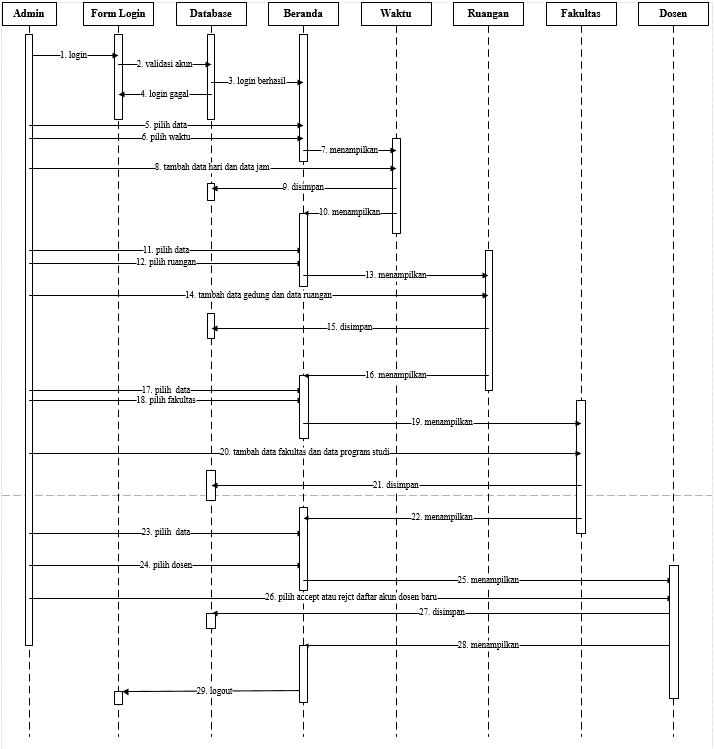 Admin
Form Login
Database
Beranda
Waktu
Ruangan
Fakultas
Dosen
1. login
2. validasi akun
3. login berhasil
4. login gagal
5. pilih data
6. pilih waktu
7. menampilkan
8. tambah data hari dan data jam
9. disimpan
10. menampilkan
11. pilih data
12. pilih ruangan
13. menampilkan
14. tambah data gedung dan data ruangan
15. disimpan
16. menampilkan
17. pilih data
18. pilih fakultas
19. menampilkan
20. tambah data fakultas dan data program studi
21. disimpan
22. menampilkan
23. pilih data
24. pilih dosen
25. menampilkan
26. pilih accept atau rejct daftar akun dosen baru
27. disimpan
28. menampilkan
29. logout